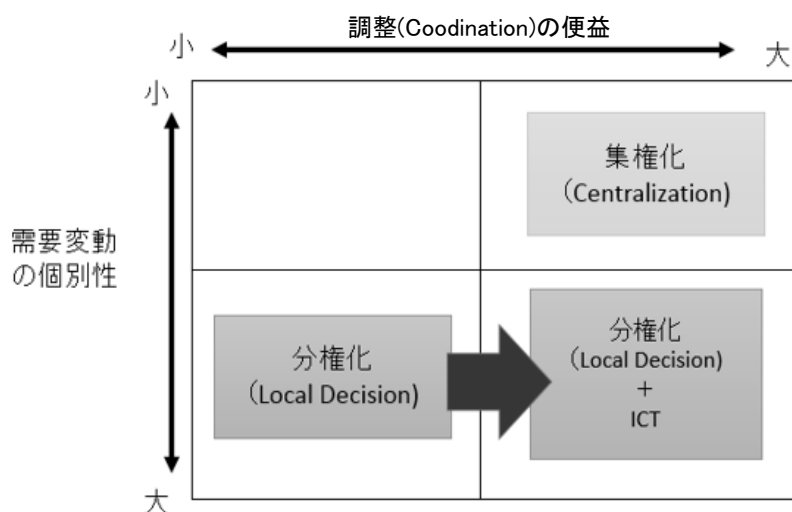 調整(Coodination)の便益
小
大
小
集権化
(Centralization)
需要変動
の個別性
分権化
(Local Decision)
分権化
(Local Decision)
+
ICT
大